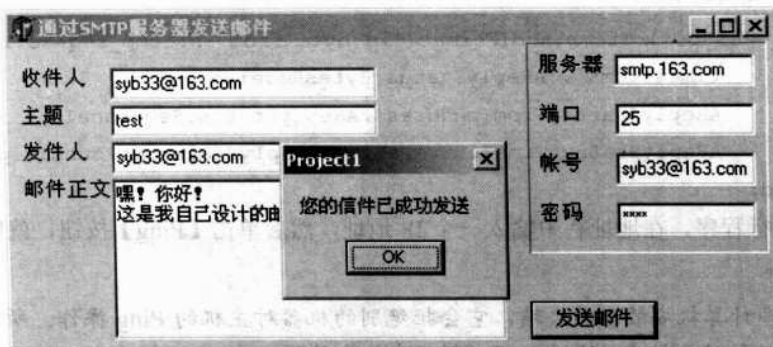 通过SMTP服务器发送邮件
收件人 syb33@163.com
主题 test
发件人 syb33@163.com
邮件正文 嘿！你好！
这是我自己设计的
服务器 smtp.163.com
端口 25
帐号 syb33@163.com
密码 ****
Project1
您的信件已成功发送
OK
发送邮件